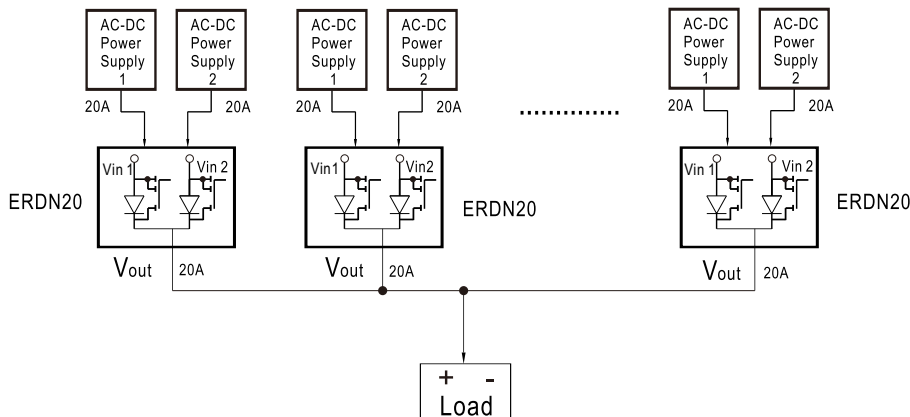 AC-DC
Power
Supply
1
AC-DC
Power
Supply
2
AC-DC
Power
Supply
1
AC-DC
Power
Supply
2
AC-DC
Power
Supply
1
AC-DC
Power
Supply
2
20A 20A 20A 20A 20A 20A
Vin 1 Vin 2
Vin1 Vin2
Vin 1 Vin 2
ERDN20
ERDN20
ERDN20
Vout 20A
Vout 20A
Vout 20A
+ -
Load